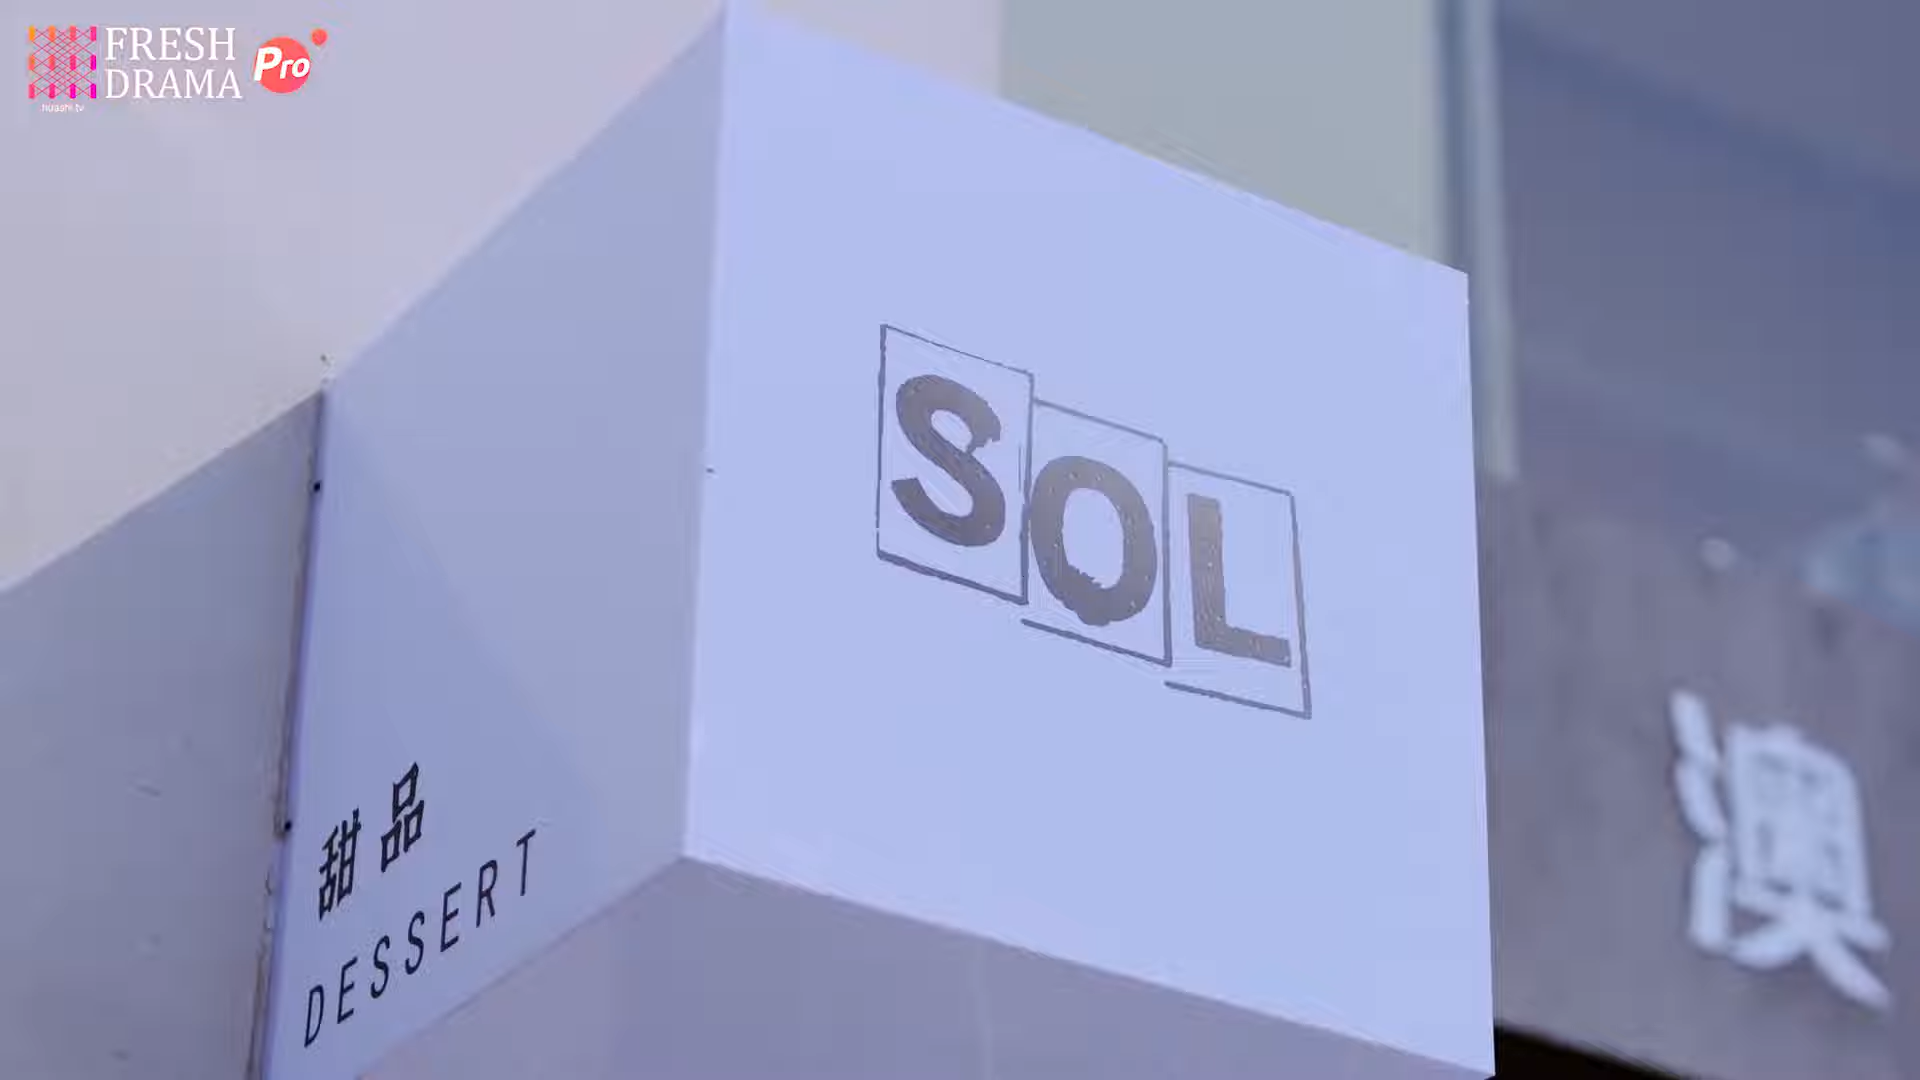 FRESH
DRAMA
Pro
huashi tv
SOL
甜品
DESSERT
澳